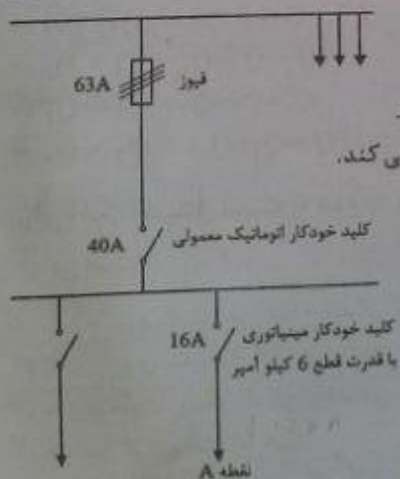 63A
فیوز
ی کند.
40A
کلید خودکار اتوماتیک معمولی
16A
کلید خودکار مینیاتوری
با قدرت قطع 6 کیلو آمپر
نقطه A